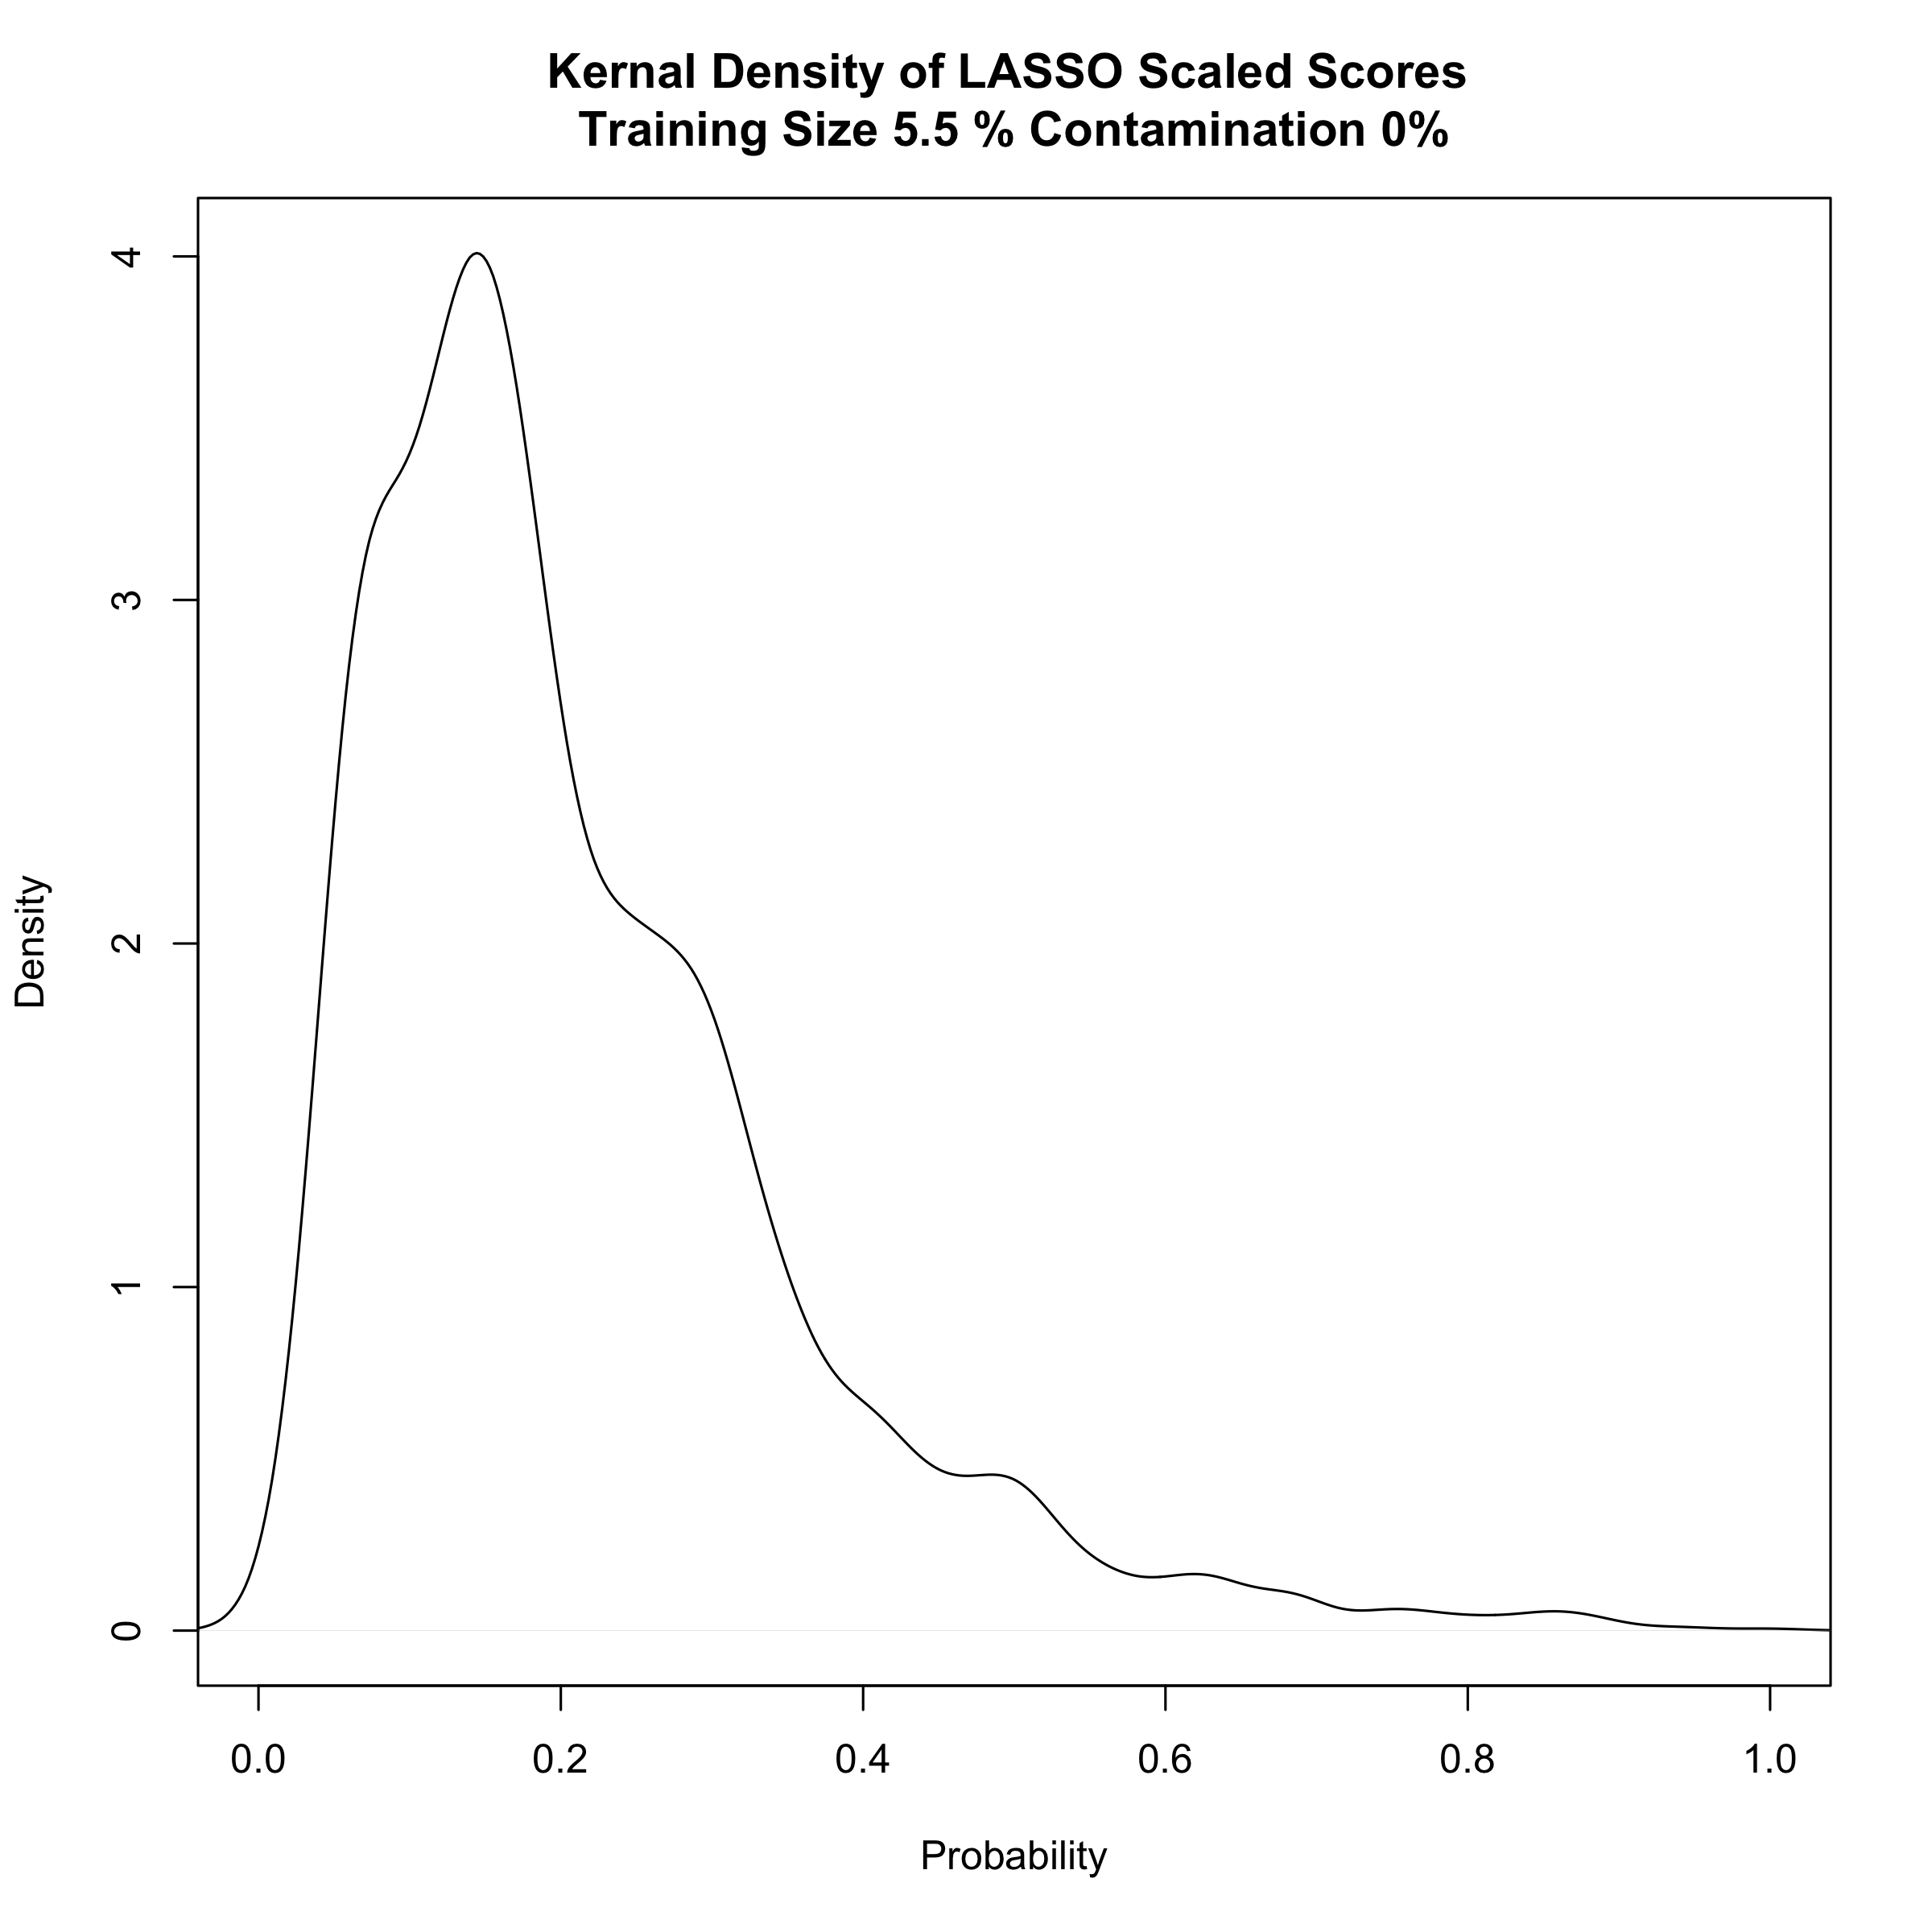 Kernal Density of LASSO Scaled Scores
Training Size 5.5 % Contamination 0%
4
3
2
1
0
Density
0.0 0.2 0.4 0.6 0.8 1.0
Probability